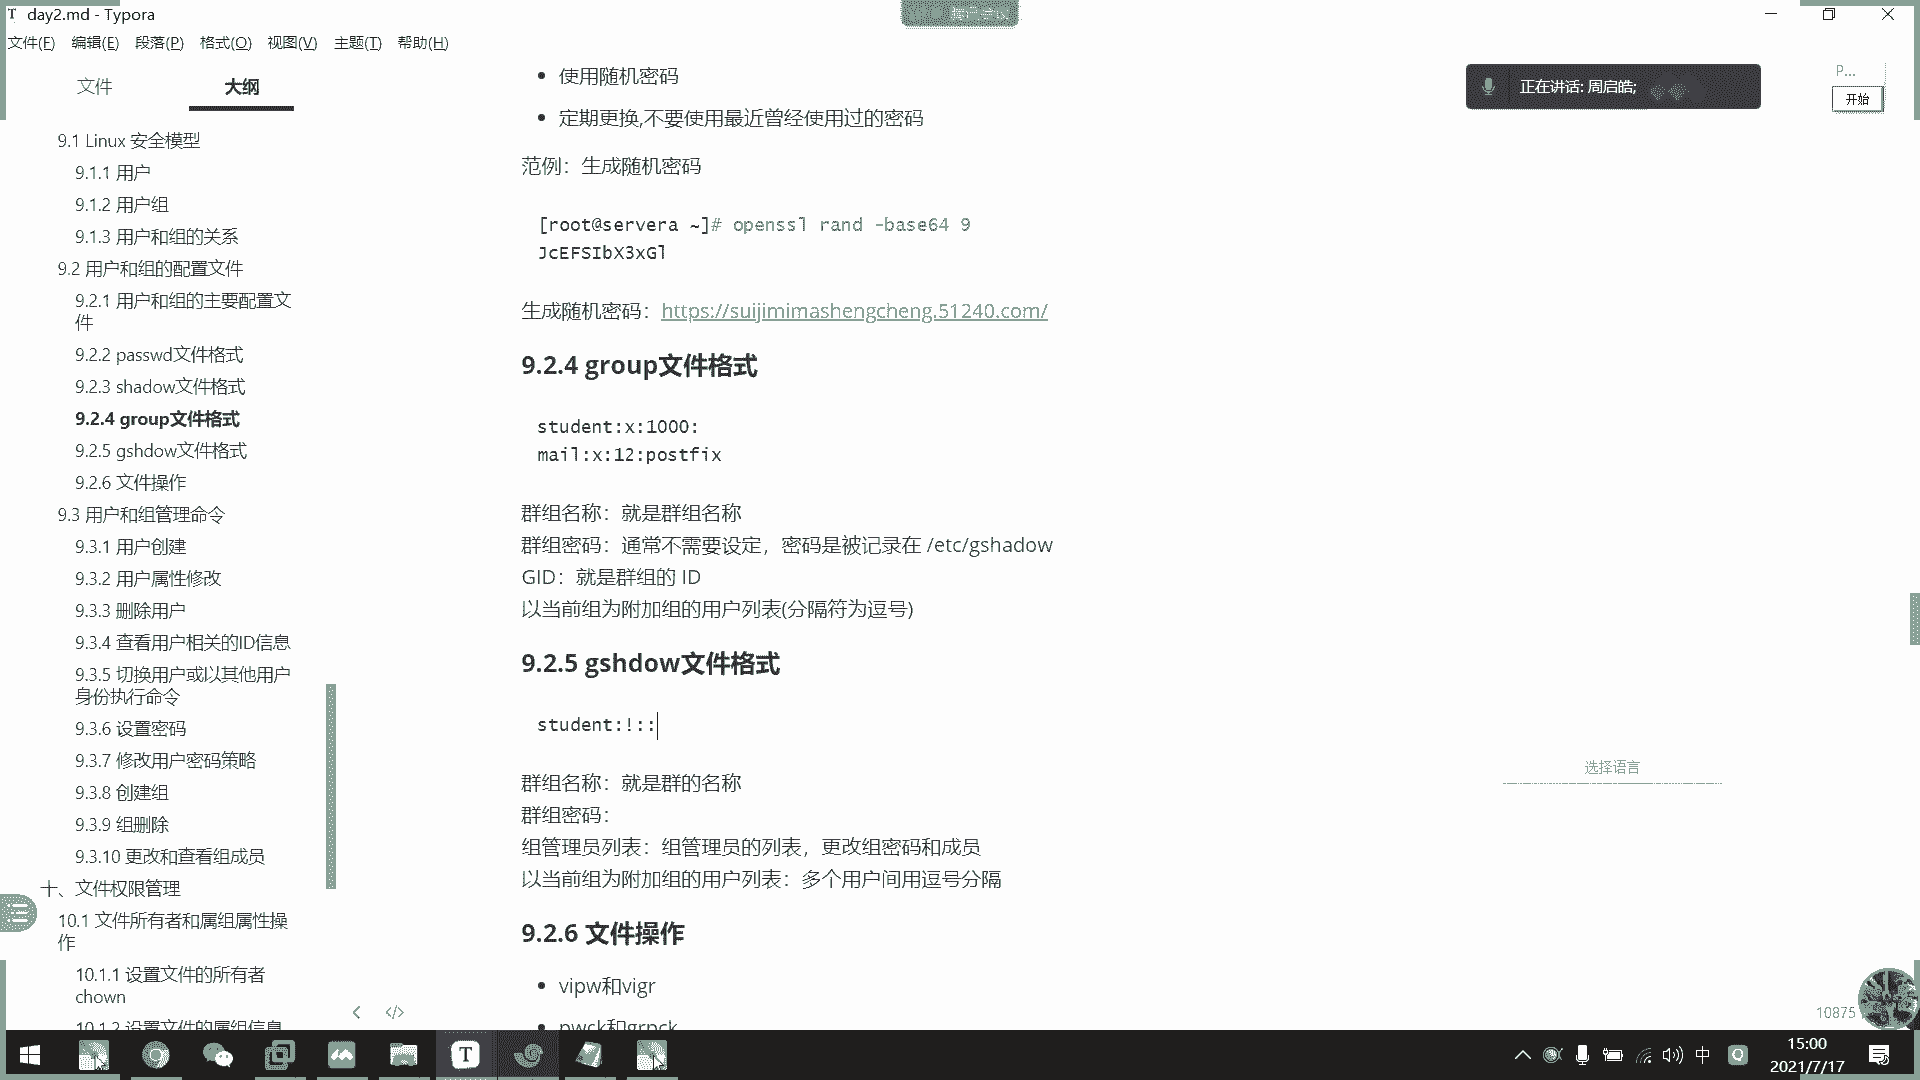 day2.md - Typora
文件(F) 编辑(E) 段落(P) 格式(O) 视图(V) 主题(T) 帮助(H)
文件 大纲
9.1 Linux 安全模型
9.1.1 用户
9.1.2 用户组
9.1.3 用户和组的关系
9.2 用户和组的配置文件
9.2.1 用户和组的主要配置文
件
9.2.2 passwd文件格式
9.2.3 shadow文件格式
9.2.4 group文件格式
9.2.5 gshdow文件格式
9.2.6 文件操作
9.3 用户和组管理命令
9.3.1 用户创建
9.3.2 用户属性修改
9.3.3 删除用户
9.3.4 查看用户相关的ID信息
9.3.5 切换用户或以其他用户
身份执行命令
9.3.6 设置密码
9.3.7 修改用户密码策略
9.3.8 创建组
9.3.9 组删除
9.3.10 更改和查看组成员
十、文件权限管理
10.1 文件所有者和属组属性操
作
10.1.1 设置文件的所有者
chown
10.1.2 设置文件的属组信息
• 使用随机密码
• 定期更换,不要使用最近曾经使用过的密码
范例：生成随机密码
[root@servera ~]# openssl rand -base64 9
JcEFSIbX3xGl
生成随机密码：https://suijimimashengcheng.51240.com/
9.2.4 group文件格式
student:x:1000:
mail:x:12:postfix
群组名称：就是群组名称
群组密码：通常不需要设定，密码是被记录在 /etc/gshadow
GID：就是群组的 ID
以当前组为附加组的用户列表(分隔符为逗号)
9.2.5 gshdow文件格式
student:!::
群组名称：就是群的名称
群组密码：
组管理员列表：组管理员的列表，更改组密码和成员
以当前组为附加组的用户列表：多个用户间用逗号分隔
9.2.6 文件操作
• vipw和vigr
• pwck和grpck
正在讲话: 周启皓;
P...
开始
选择语言
10875
中
15:00
2021/7/17